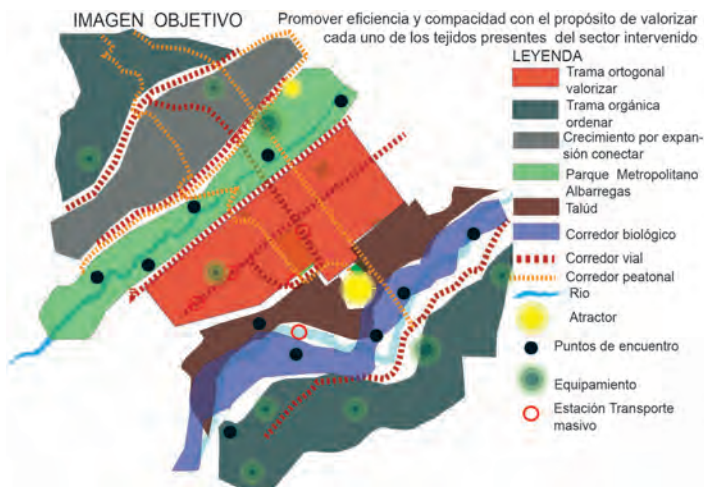 IMAGEN OBJETIVO
Promover eficiencia y compacidad con el propósito de valorizar
cada uno de los tejidos presentes del sector intervenido
LEYENDA
Trama ortogonal
valorizar
Trama orgánica
ordenar
Crecimiento por expan-
sión conectar
Parque Metropolitano
Albarregas
Talúd
Corredor biológico
Corredor vial
Corredor peatonal
Rio
Atractor
Puntos de encuentro
Equipamiento
Estación Transporte
masivo